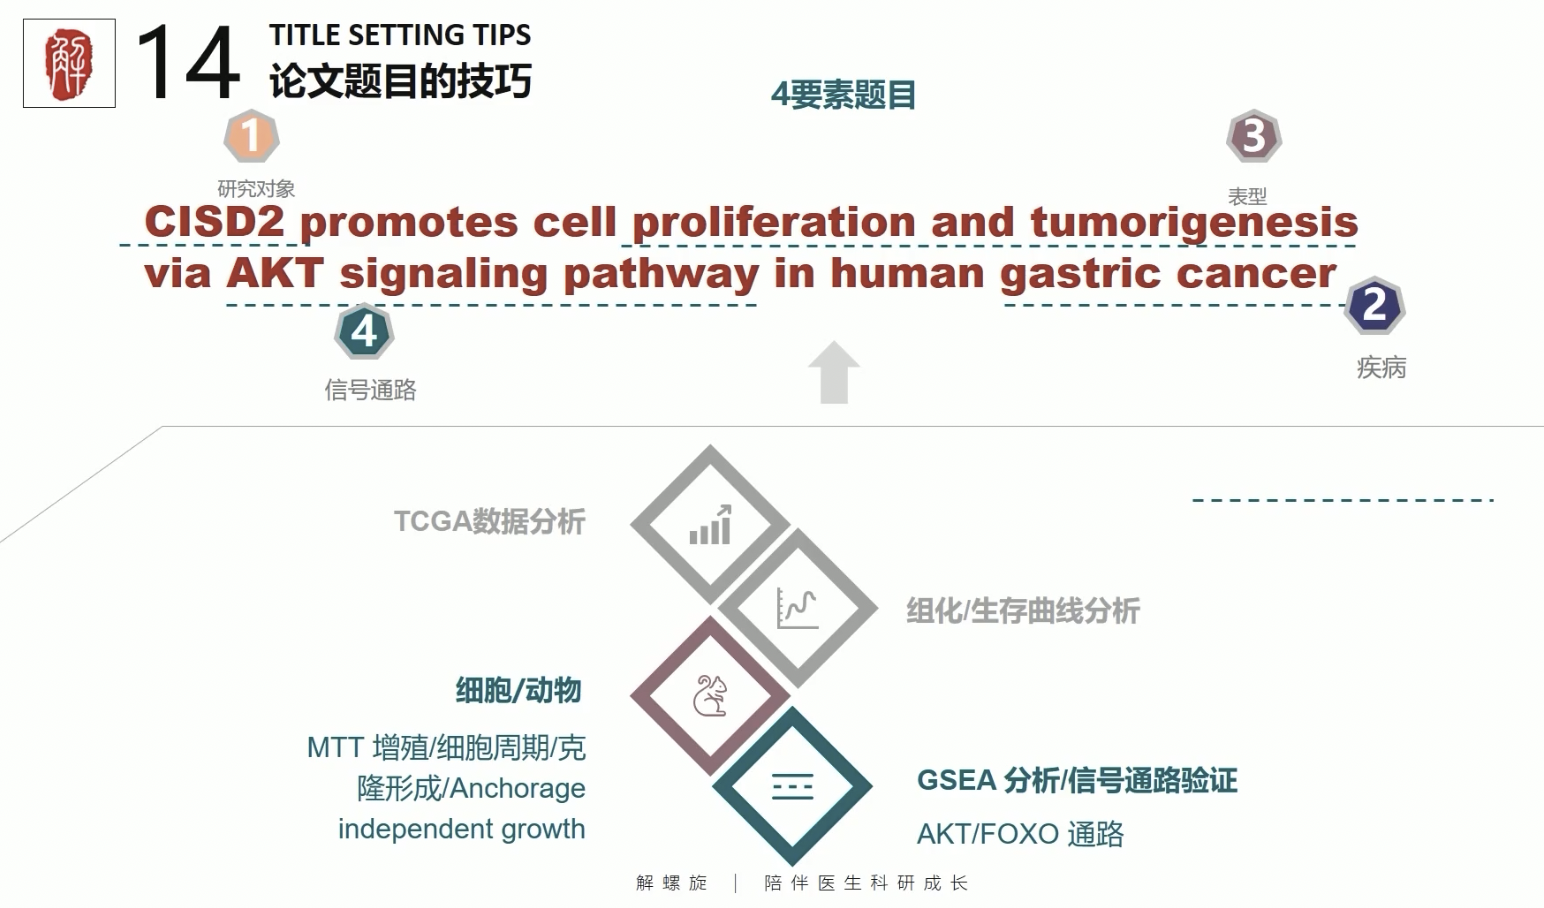 解
14
TITLE SETTING TIPS
论文题目的技巧
4要素题目
1
研究对象
3
表型
CISD2 promotes cell proliferation and tumorigenesis
via AKT signaling pathway in human gastric cancer
4
信号通路
2
疾病
TCGA数据分析
组化/生存曲线分析
细胞/动物
MTT 增殖/细胞周期/克
隆形成/Anchorage
independent growth
GSEA 分析/信号通路验证
AKT/FOXO 通路
解螺旋 | 陪伴医生科研成长